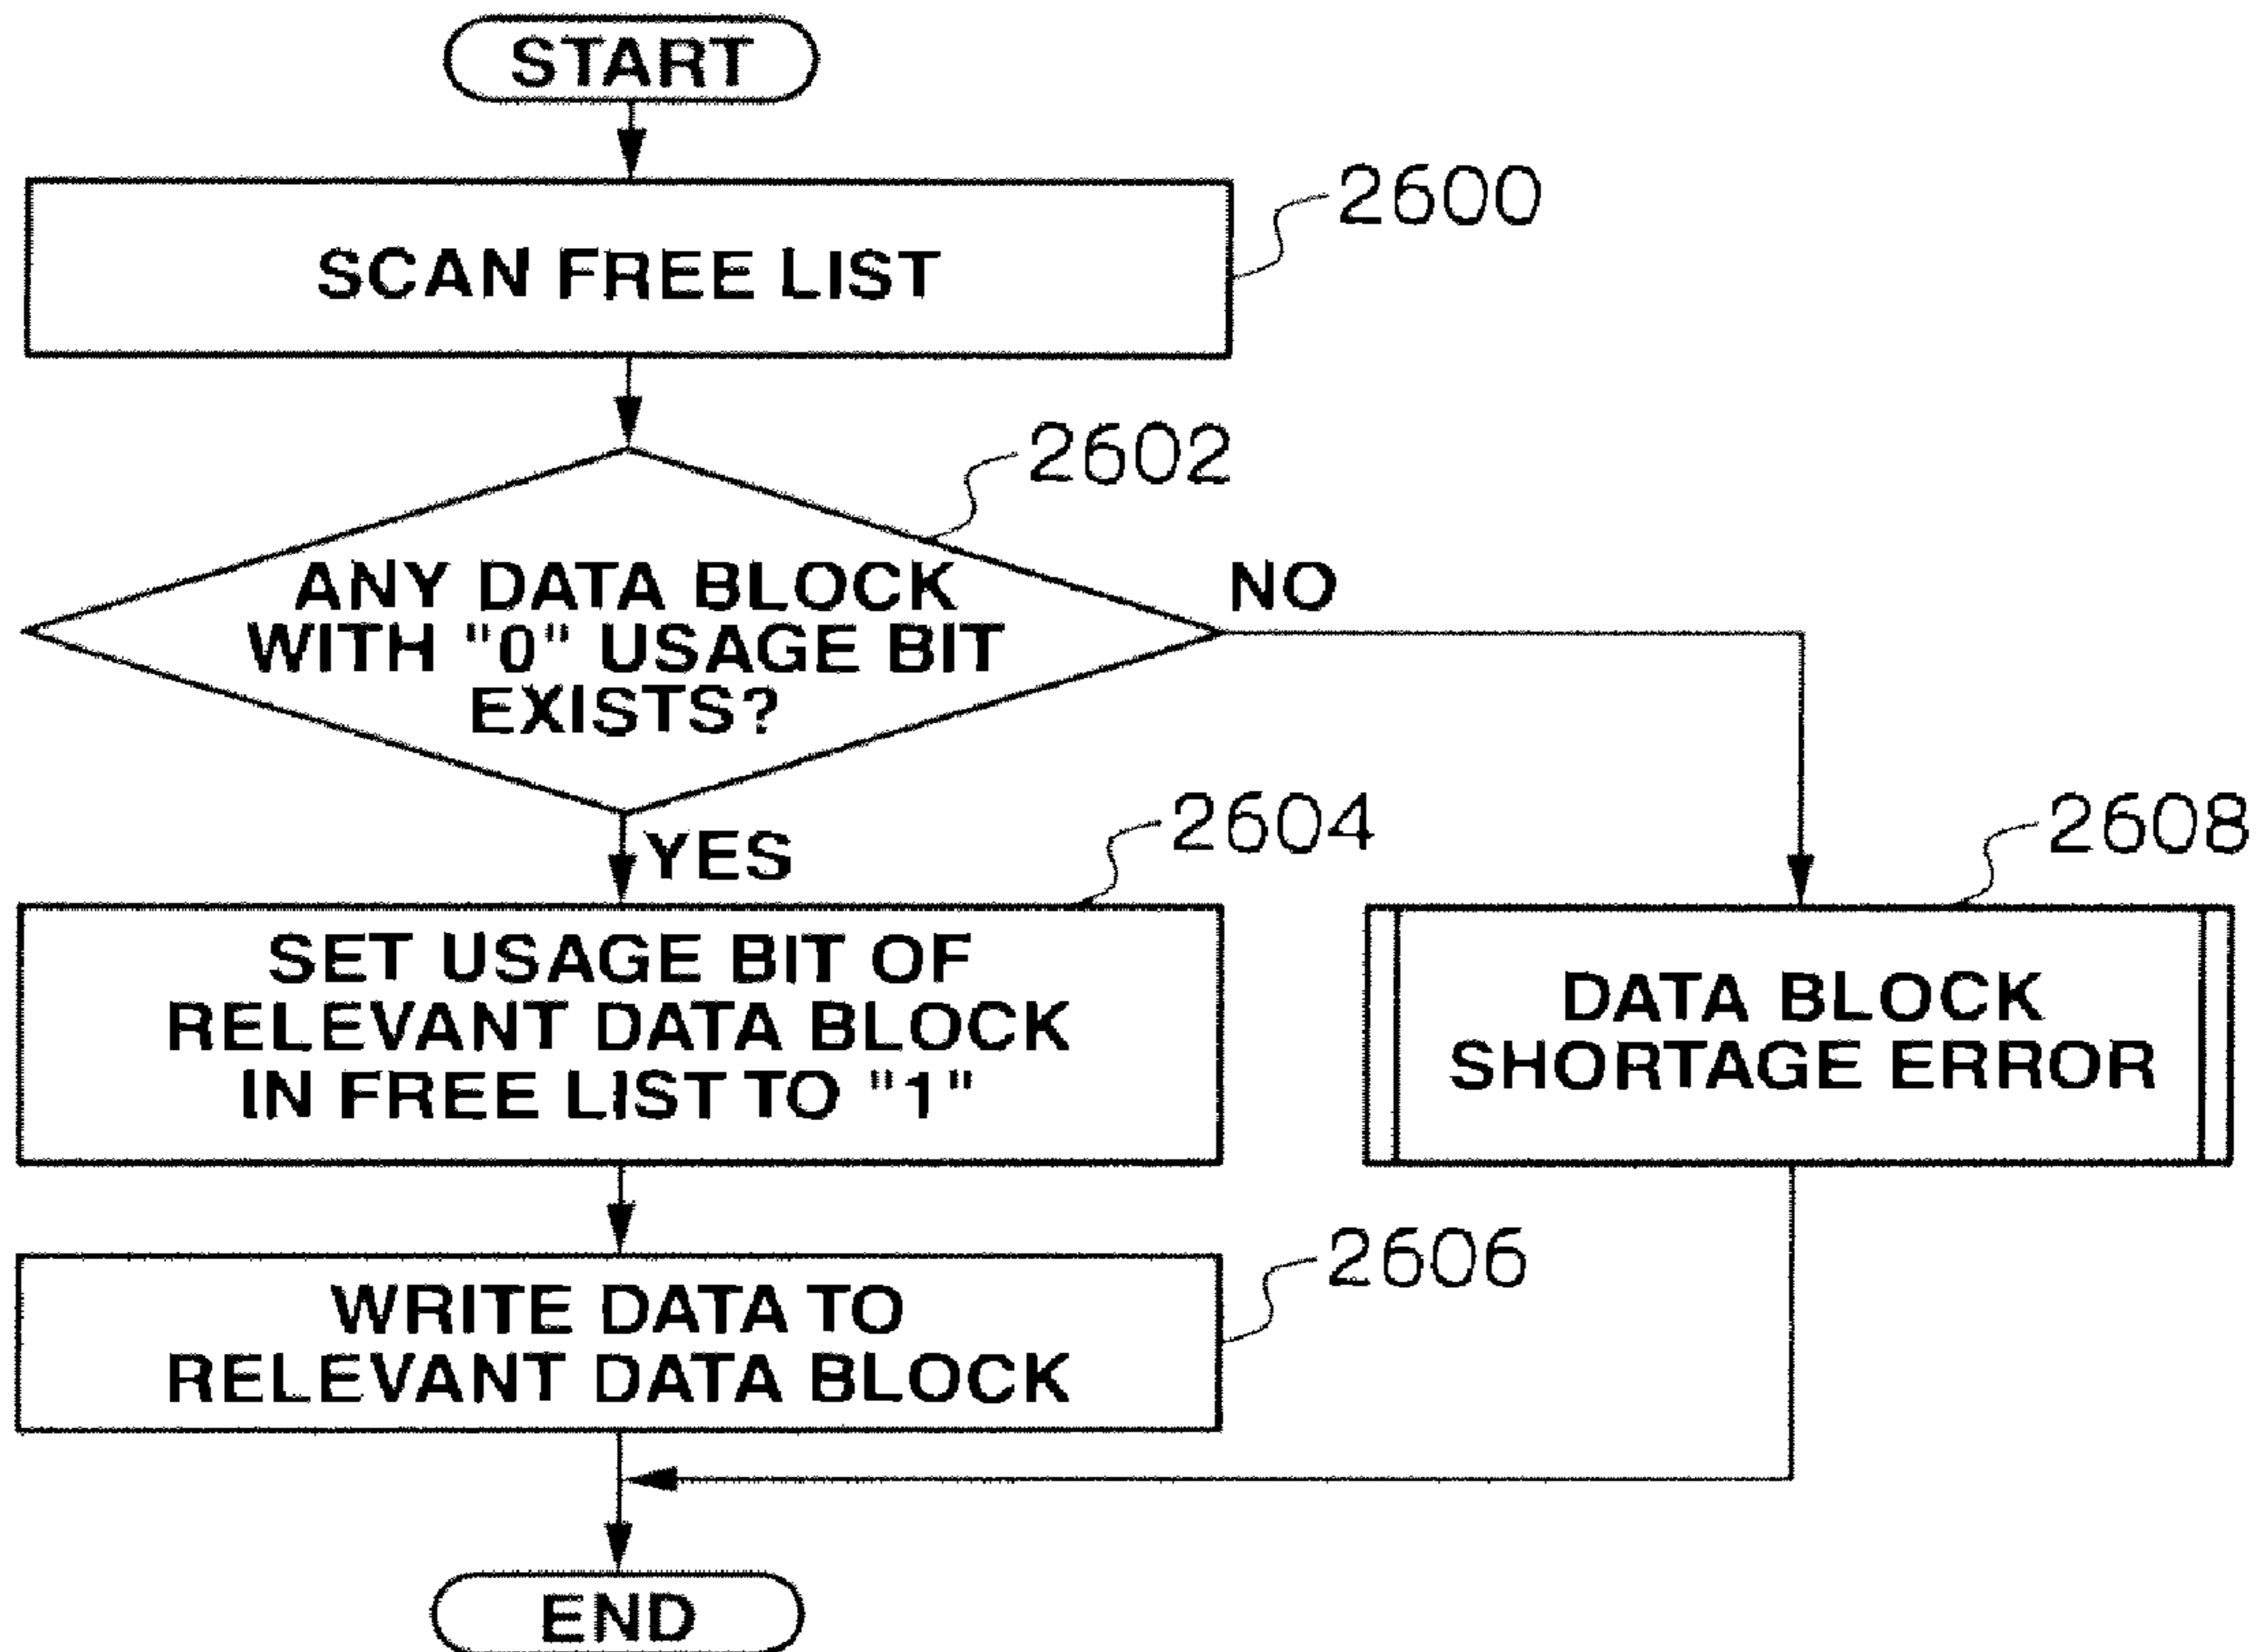 START
2600
SCAN FREE LIST
2602
ANY DATA BLOCK
WITH "0" USAGE BIT
EXISTS?
NO
YES
2604
2608
SET USAGE BIT OF
RELEVANT DATA BLOCK
IN FREE LIST TO "1"
DATA BLOCK
SHORTAGE ERROR
2606
WRITE DATA TO
RELEVANT DATA BLOCK
END